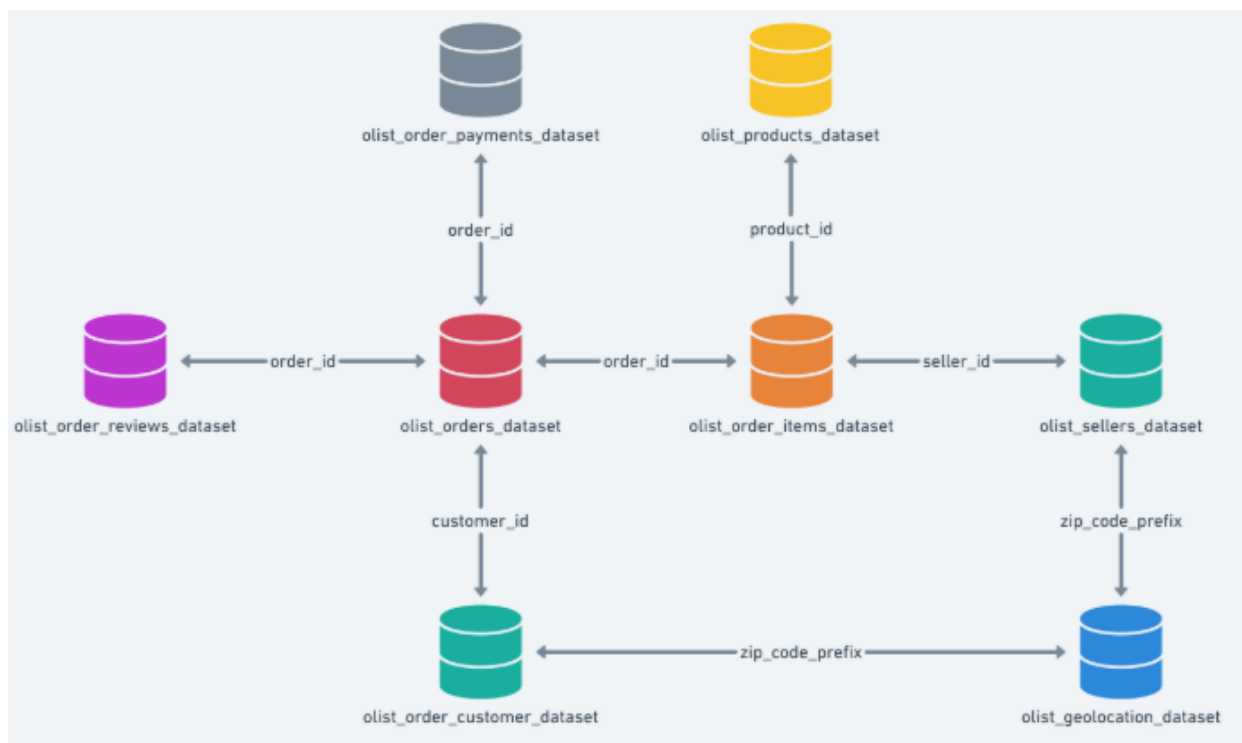 olist_order_payments_dataset
olist_products_dataset
order_id
product_id
order_id
order_id
seller_id
olist_order_reviews_dataset
olist_orders_dataset
olist_order_items_dataset
olist_sellers_dataset
customer_id
zip_code_prefix
zip_code_prefix
olist_order_customer_dataset
olist_geolocation_dataset